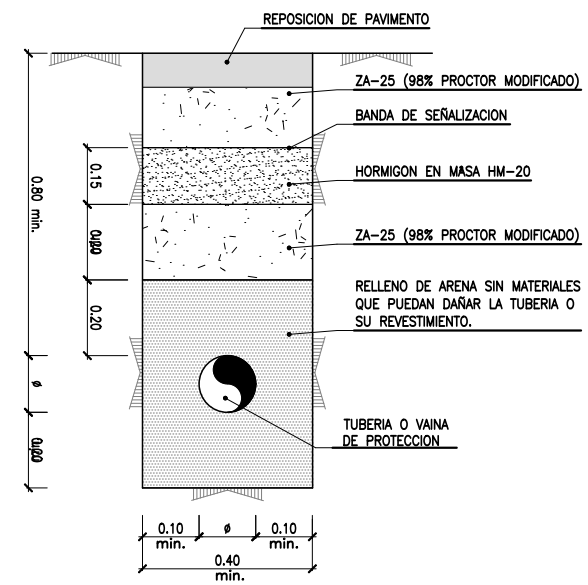 REPOSICION DE PAVIMENTO
ZA-25 (98% PROCTOR MODIFICADO)
BANDA DE SEÑALIZACION
0.15
HORMIGON EN MASA HM-20
0.80 min.
ZA-25 (98% PROCTOR MODIFICADO)
0.20
RELLENO DE ARENA SIN MATERIALES
QUE PUEDAN DAÑAR LA TUBERIA O
SU REVESTIMIENTO.
ø
TUBERIA O VAINA
DE PROTECCION
0.10
min.
ø
0.10
min.
0.40
min.